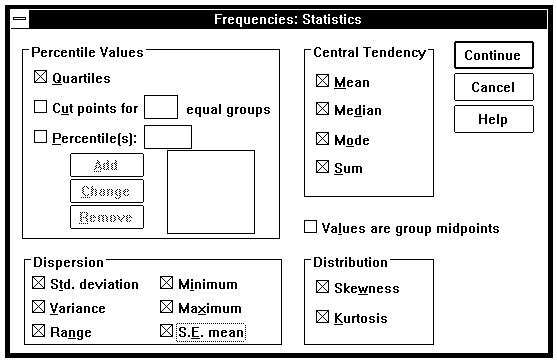 Frequencies: Statistics
Percentile Values
Quartiles
Cut points for equal groups
Percentile(s):
Add
Change
Remove
Central Tendency
Mean
Median
Mode
Sum
Continue
Cancel
Help
Values are group midpoints
Dispersion
Std. deviation
Minimum
Variance
Maximum
Range
S.E. mean
Distribution
Skewness
Kurtosis